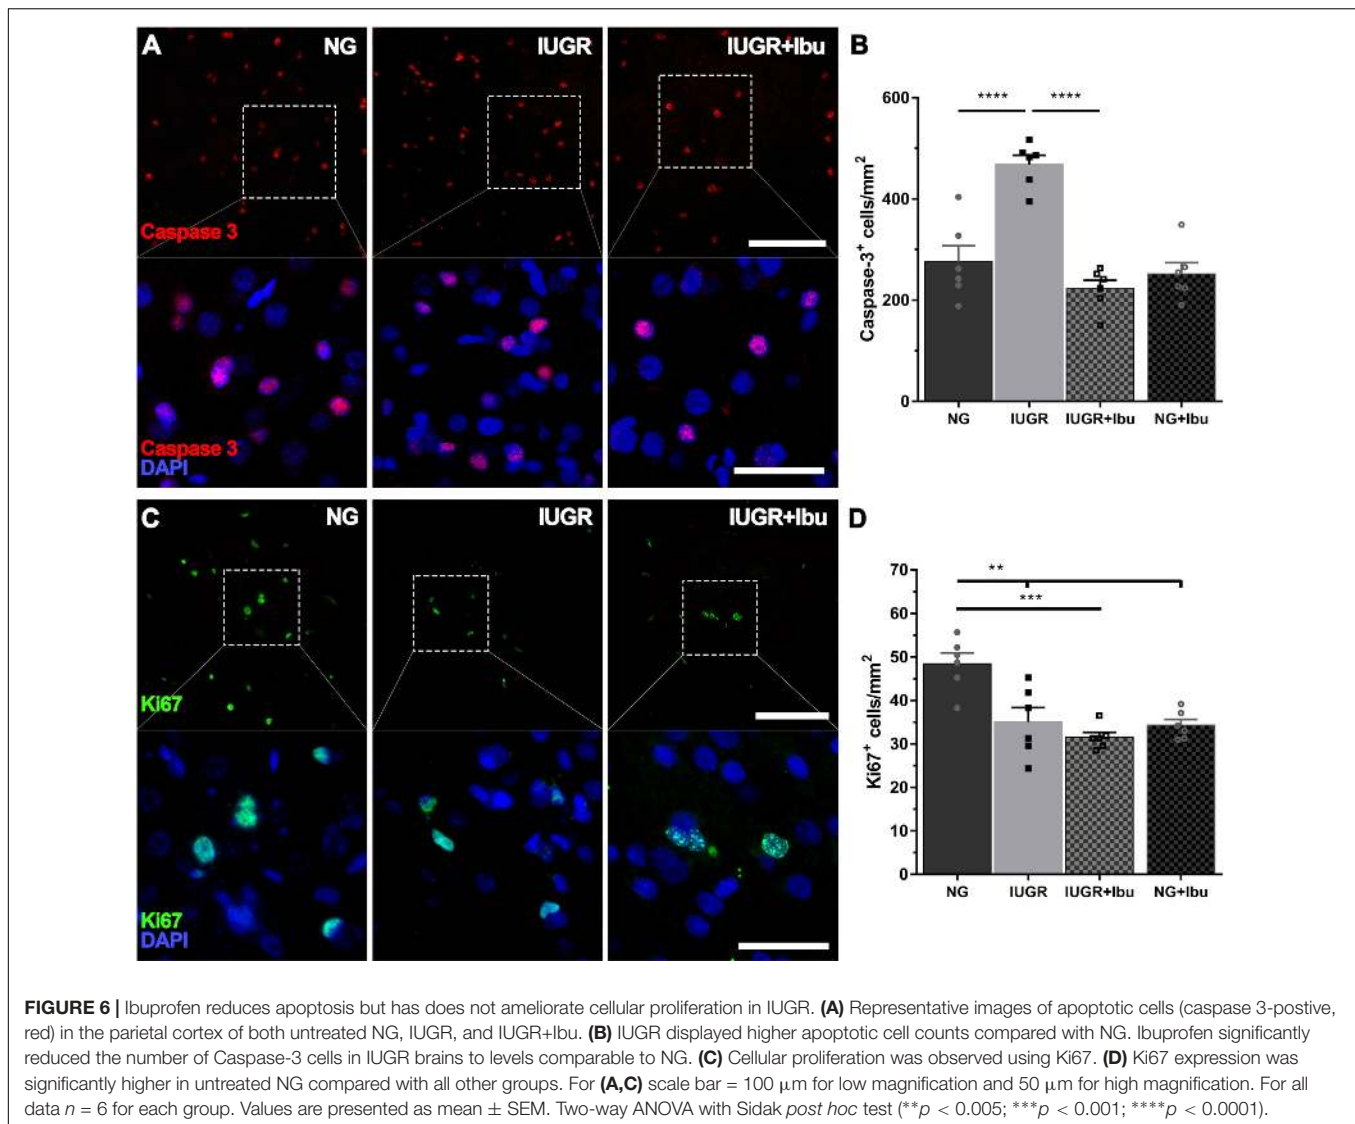 A NG IUGR IUGR+Ibu
Caspase 3
Caspase 3
DAPI
B
**** ****
600
400
200
0
Caspase-3+ cells/mm2
NG IUGR IUGR+Ibu NG+Ibu
C NG IUGR IUGR+Ibu
Ki67
Ki67
DAPI
D
**
***
70
60
50
40
30
20
10
0
Ki67+ cells/mm2
NG IUGR IUGR+Ibu NG+Ibu
FIGURE 6 | Ibuprofen reduces apoptosis but has does not ameliorate cellular proliferation in IUGR. (A) Representative images of apoptotic cells (caspase 3-postive,
red) in the parietal cortex of both untreated NG, IUGR, and IUGR+Ibu. (B) IUGR displayed higher apoptotic cell counts compared with NG. Ibuprofen significantly
reduced the number of Caspase-3 cells in IUGR brains to levels comparable to NG. (C) Cellular proliferation was observed using Ki67. (D) Ki67 expression was
significantly higher in untreated NG compared with all other groups. For (A,C) scale bar = 100 μm for low magnification and 50 μm for high magnification. For all
data n = 6 for each group. Values are presented as mean ± SEM. Two-way ANOVA with Sidak post hoc test (**p < 0.005; ***p < 0.001; ****p < 0.0001).